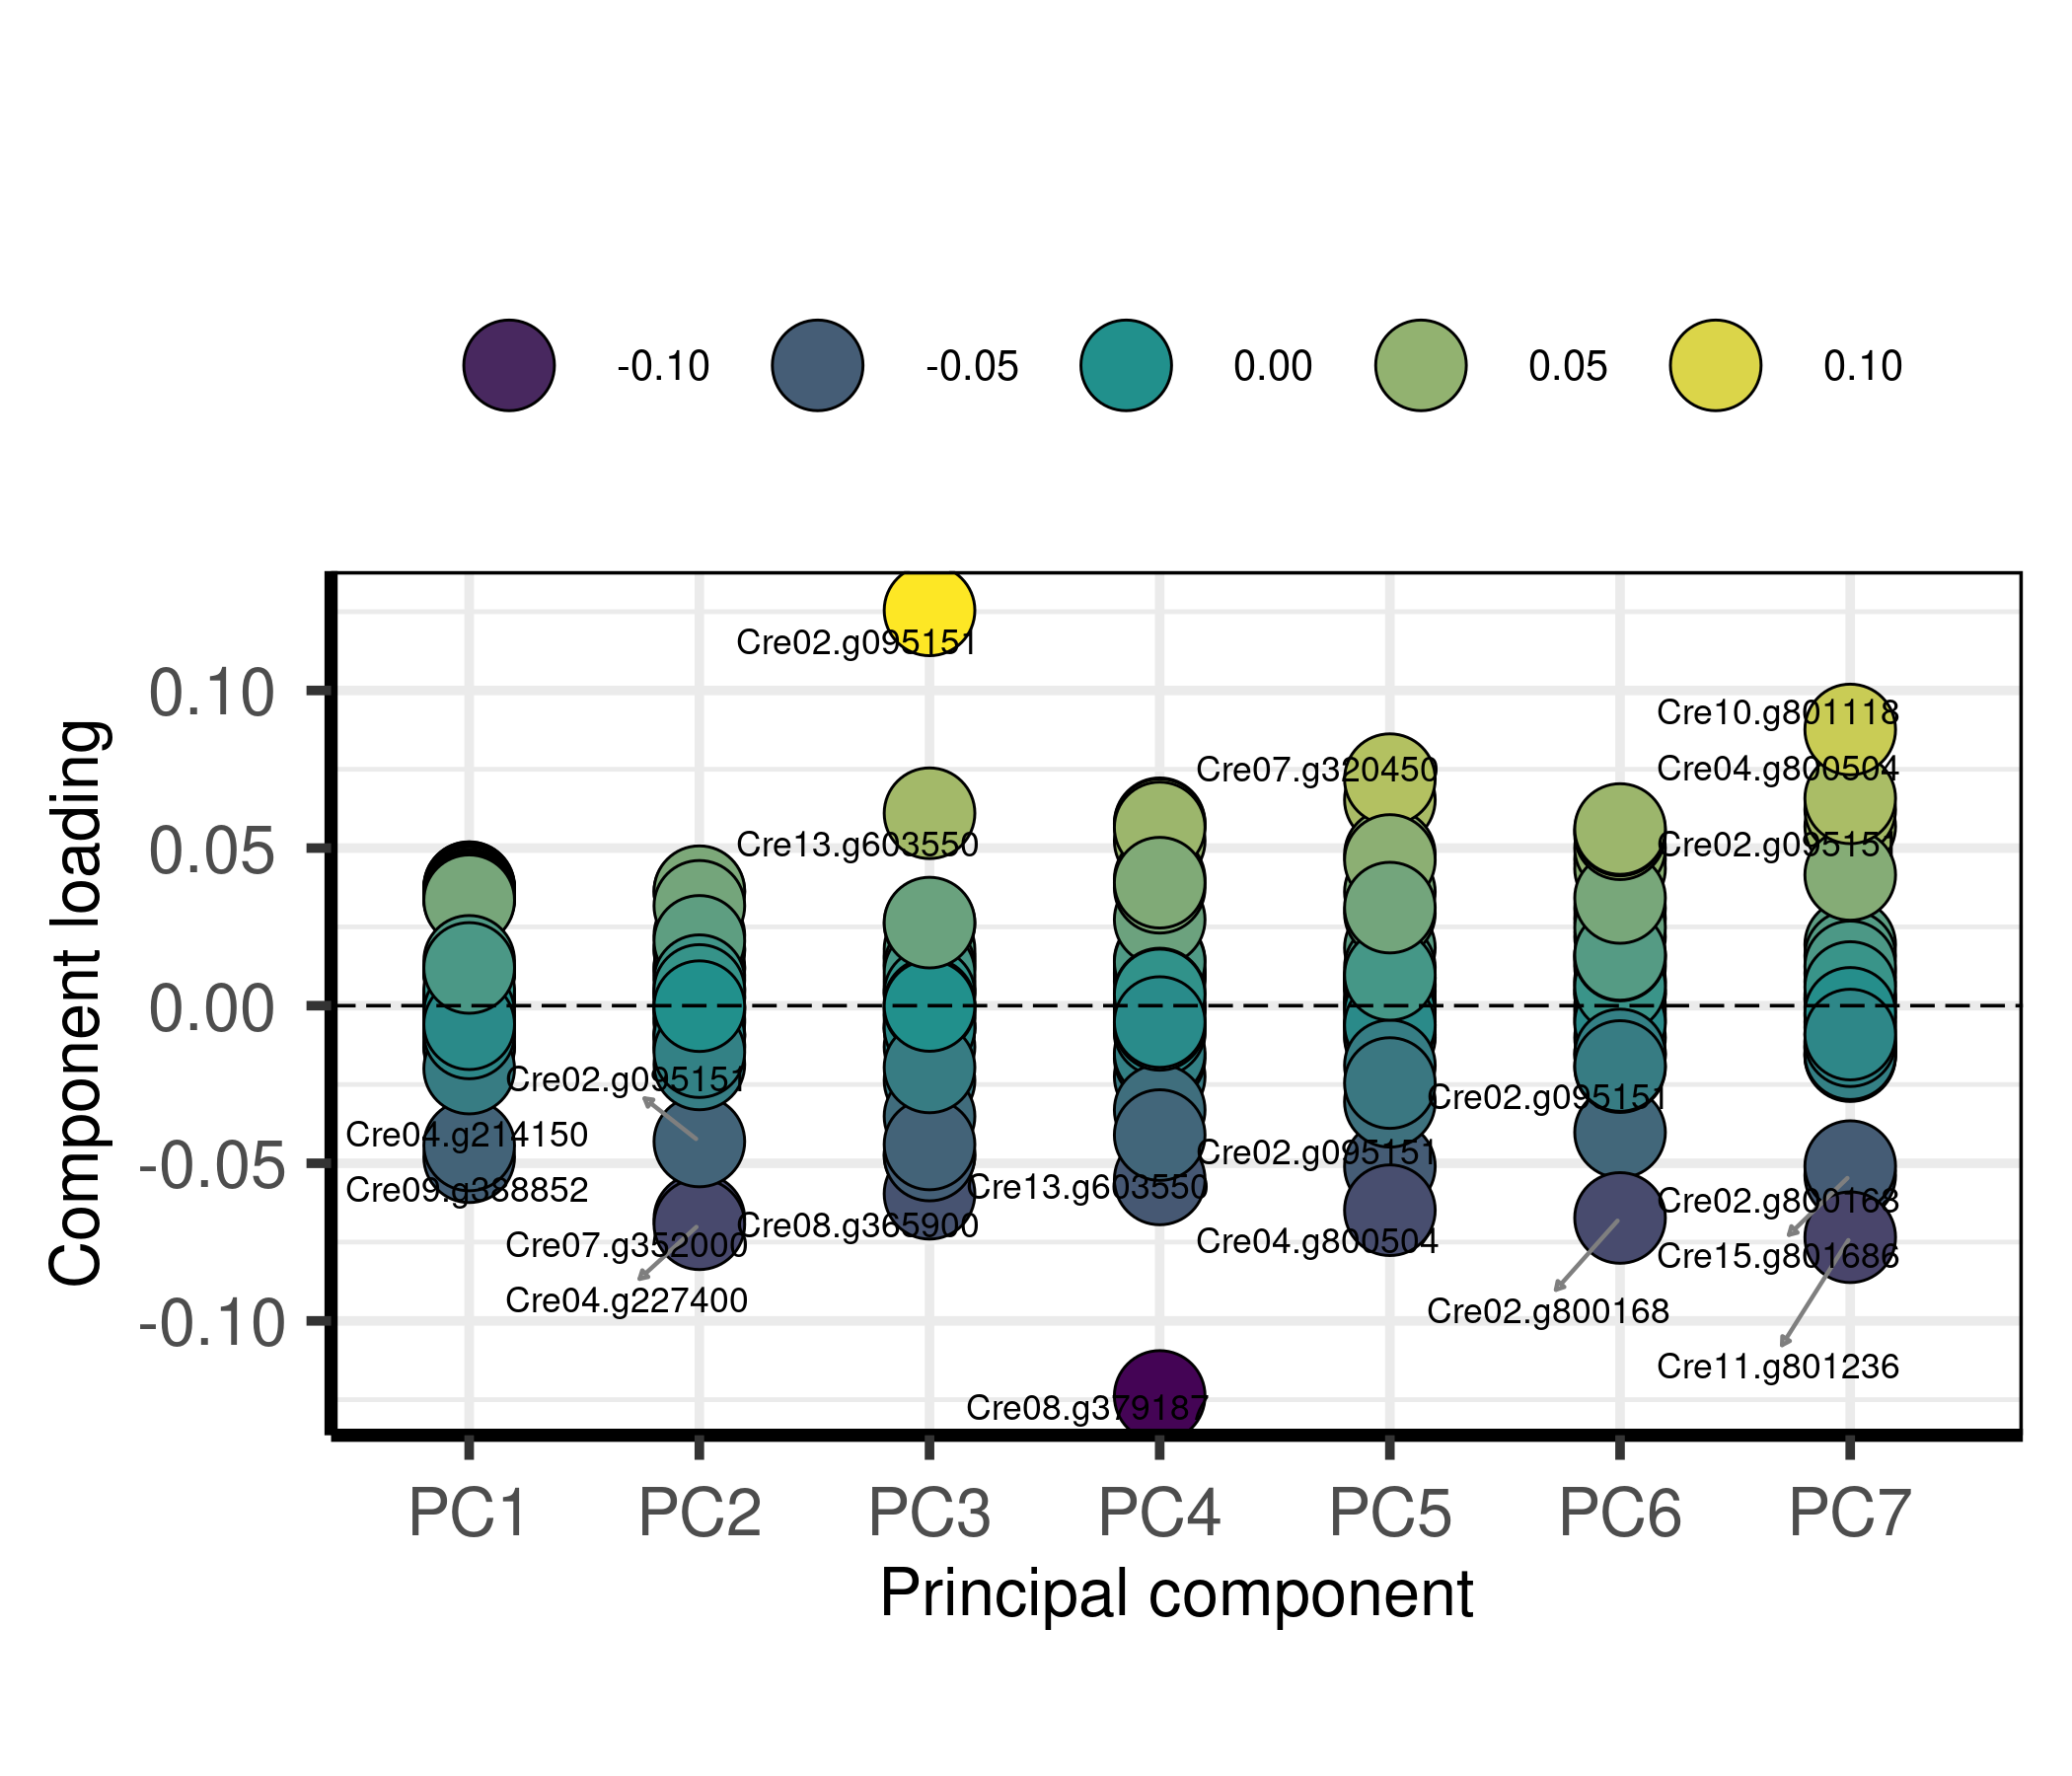 -0.10 -0.05 0.00 0.05 0.10
Component loading
0.10
0.05
0.00
-0.05
-0.10
Cre02.g095151
Cre10.g801118
Cre07.g320450
Cre04.g800504
Cre13.g603550
Cre02.g095151
Cre02.g095151
Cre02.g095151
Cre04.g214150
Cre02.g095151
Cre09.g388852
Cre13.g603550
Cre02.g800168
Cre08.g365900
Cre07.g352000
Cre04.g800504
Cre15.g801686
Cre04.g227400
Cre02.g800168
Cre11.g801236
Cre08.g379187
PC1 PC2 PC3 PC4 PC5 PC6 PC7
Principal component